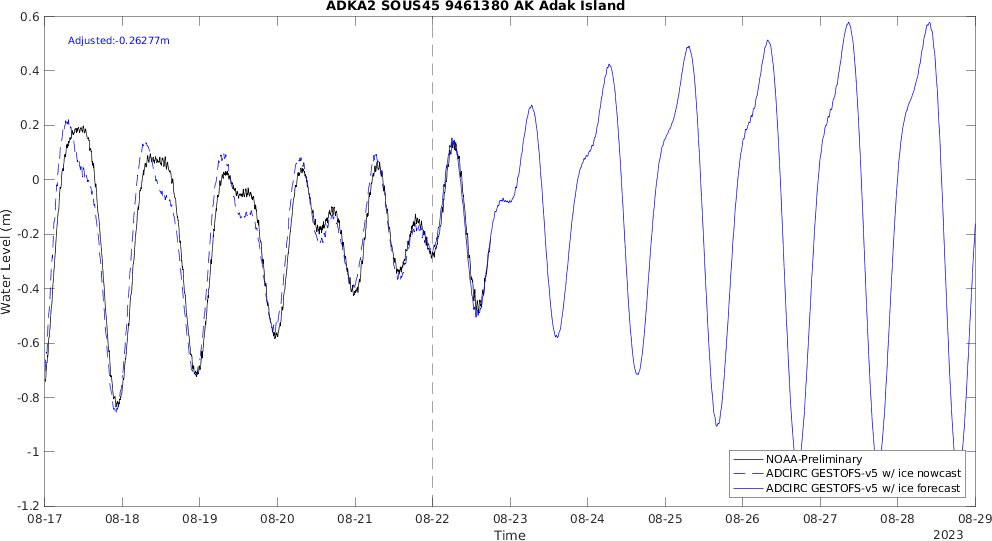 ADKA2 SOUS45 9461380 AK Adak Island
Adjusted:-0.26277m
0.6
0.4
0.2
0
-0.2
-0.4
-0.6
-0.8
-1
-1.2
Water Level (m)
NOAA-Preliminary
ADCIRC GESTOFS-v5 w/ ice nowcast
ADCIRC GESTOFS-v5 w/ ice forecast
08-17 08-18 08-19 08-20 08-21 08-22 08-23 08-24 08-25 08-26 08-27 08-28 08-29
Time
2023